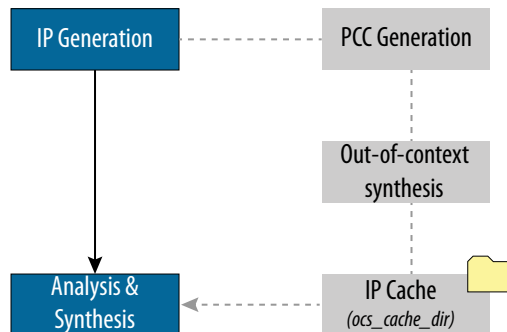 IP Generation
PCC Generation
Out-of-context
synthesis
Analysis &
Synthesis
IP Cache
(ocs_cache_dir)